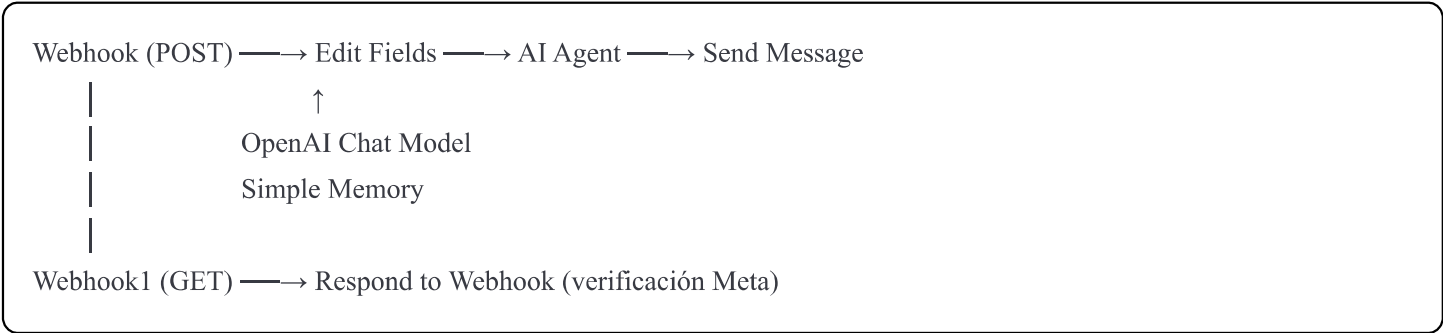 Webhook (POST) ——→ Edit Fields ——→ AI Agent ——→ Send Message
↑
OpenAI Chat Model
Simple Memory
Webhook1 (GET) ——→ Respond to Webhook (verificación Meta)